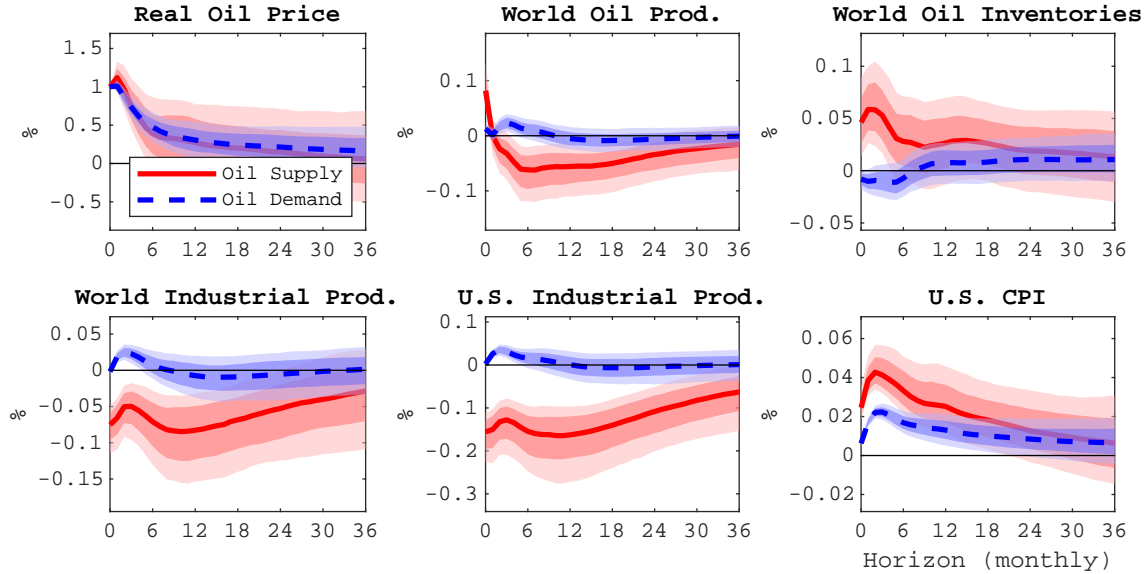 Real Oil Price
World Oil Prod.
World Oil Inventories
%
1.5
1
0.5
0
-0.5
Oil Supply
Oil Demand
0 6 12 18 24 30 36
%
0.1
0
-0.1
0 6 12 18 24 30 36
%
0.1
0.05
0
-0.05
0 6 12 18 24 30 36
World Industrial Prod.
U.S. Industrial Prod.
U.S. CPI
%
0.05
0
-0.05
-0.1
-0.15
0 6 12 18 24 30 36
%
0.1
0
-0.1
-0.2
-0.3
0 6 12 18 24 30 36
%
0.06
0.04
0.02
0
-0.02
0 6 12 18 24 30 36
Horizon (monthly)